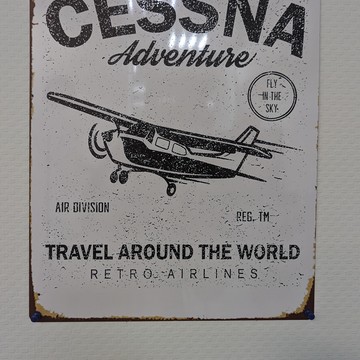 CESSNA
Adventure
FLY
IN THE
SKY
AIR DIVISION
REG. TM
TRAVEL AROUND THE WORLD
RETRO AIRLINES